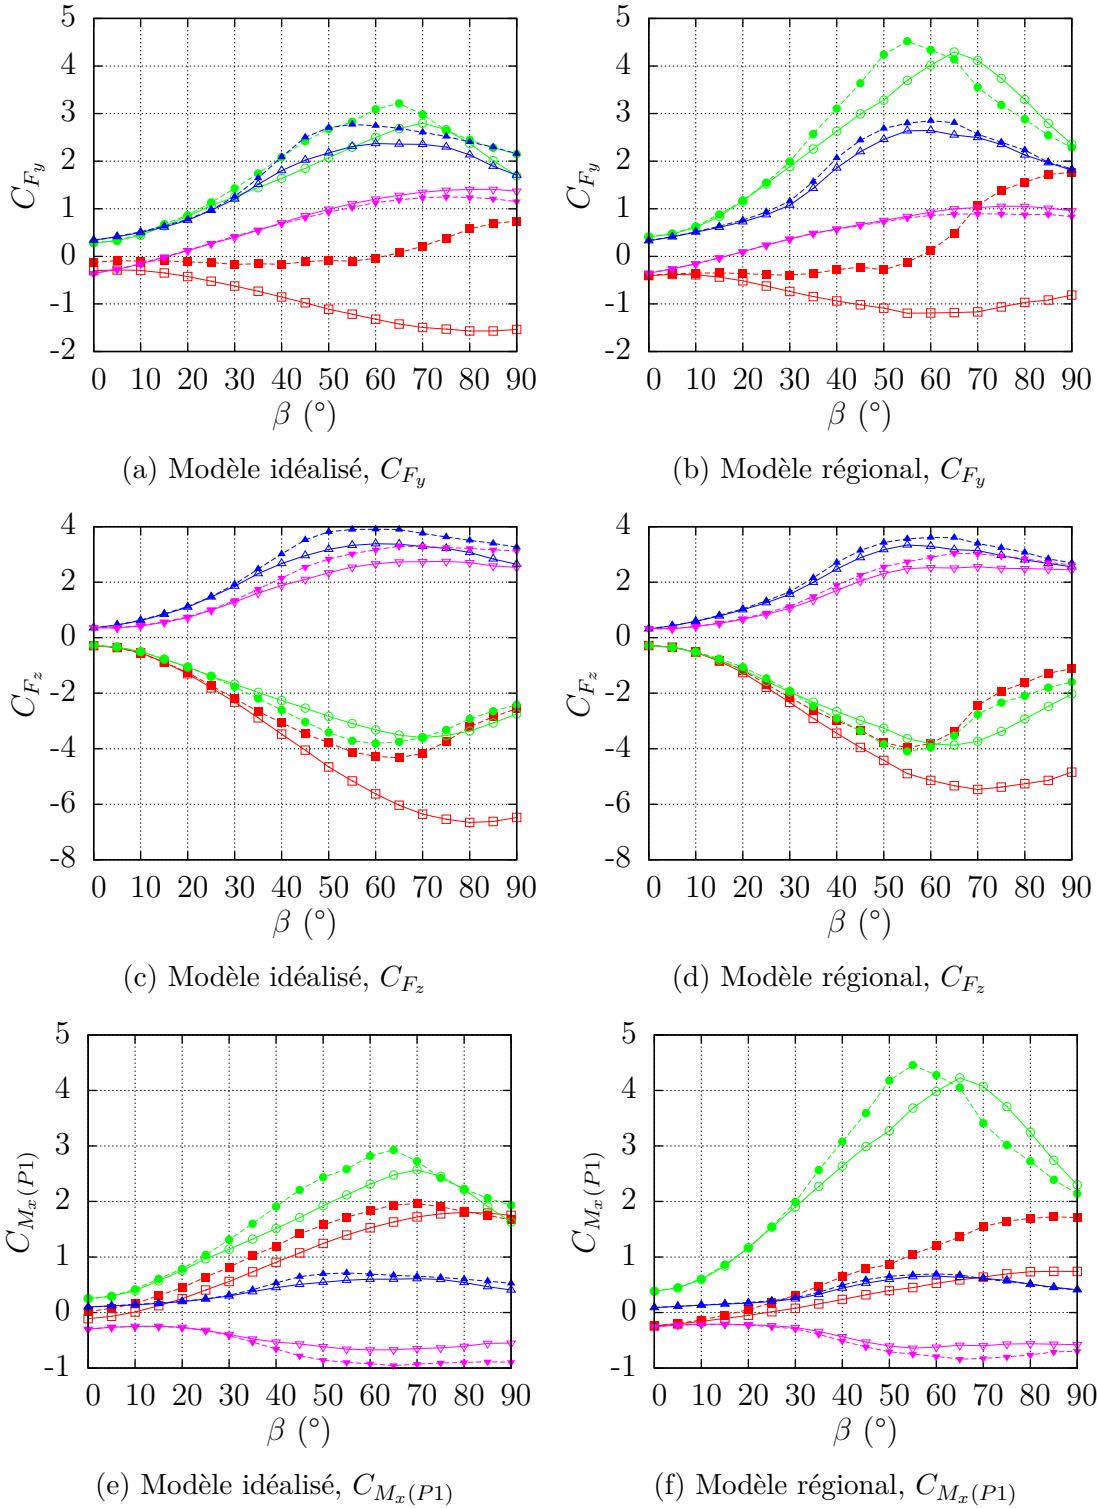 5
4
3
2
1
0
-1
-2
C_{F_y}
0 10 20 30 40 50 60 70 80 90
β (°)
(a) Modèle idéalisé, C_{F_y}
5
4
3
2
1
0
-1
-2
C_{F_y}
0 10 20 30 40 50 60 70 80 90
β (°)
(b) Modèle régional, C_{F_y}
4
2
0
-2
-4
-6
-8
C_{F_z}
0 10 20 30 40 50 60 70 80 90
β (°)
(c) Modèle idéalisé, C_{F_z}
4
2
0
-2
-4
-6
-8
C_{F_z}
0 10 20 30 40 50 60 70 80 90
β (°)
(d) Modèle régional, C_{F_z}
5
4
3
2
1
0
-1
C_{M_x(P1)}
0 10 20 30 40 50 60 70 80 90
β (°)
(e) Modèle idéalisé, C_{M_x(P1)}
5
4
3
2
1
0
-1
C_{M_x(P1)}
0 10 20 30 40 50 60 70 80 90
β (°)
(f) Modèle régional, C_{M_x(P1)}